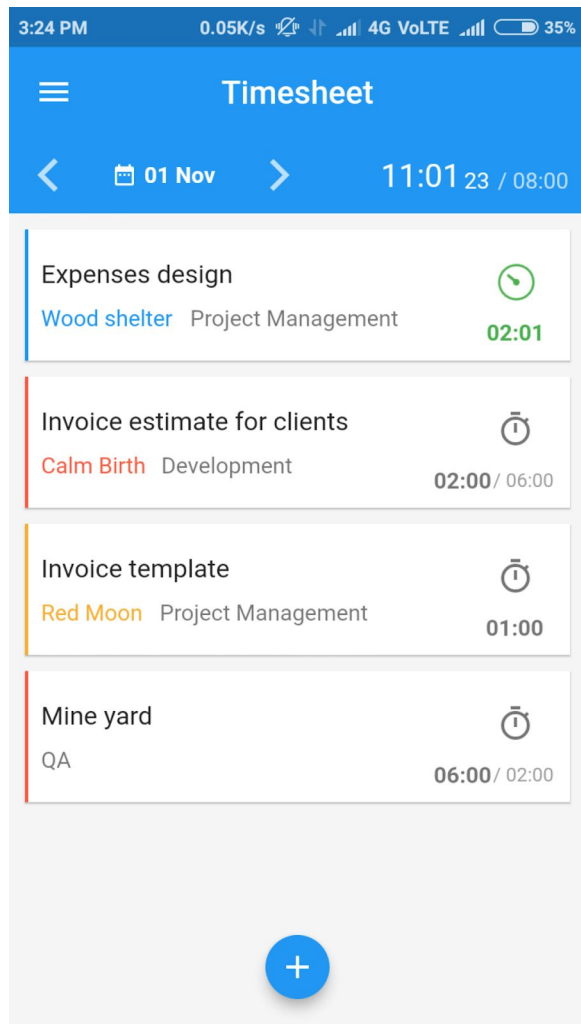 3:24 PM 0.05K/s 4G VoLTE 35%
Timesheet
01 Nov 11:01 23 / 08:00
Expenses design
Wood shelter Project Management
02:01
Invoice estimate for clients
Calm Birth Development
02:00 / 06:00
Invoice template
Red Moon Project Management
01:00
Mine yard
QA
06:00 / 02:00
+